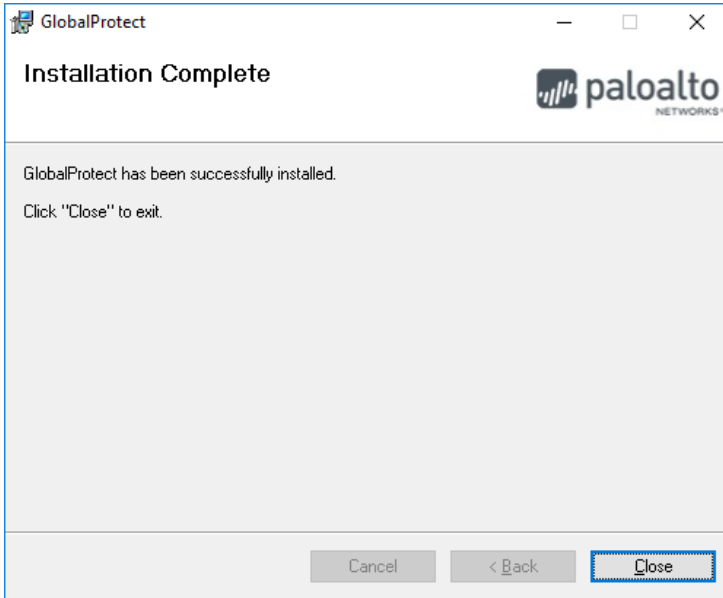 GlobalProtect
Installation Complete
paloalto
NETWORKS
GlobalProtect has been successfully installed.
Click "Close" to exit.
Cancel
< Back
Close